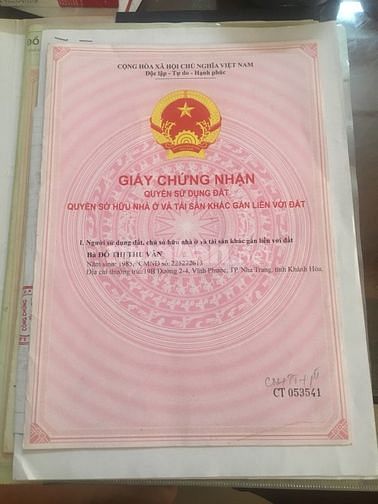 CỘNG HÒA XÃ HỘI CHỦ NGHĨA VIỆT NAM
Độc lập - Tự do - Hạnh phúc
GIẤY CHỨNG NHẬN
QUYỀN SỬ DỤNG ĐẤT
QUYỀN SỞ HỮU NHÀ Ở VÀ TÀI SẢN KHÁC GẮN LIỀN VỚI ĐẤT
I. Người sử dụng đất, chủ sở hữu nhà ở và tài sản khác gắn liền với đất
Bà ĐỖ THỊ THU VÂN
Năm sinh: 1985, CMND số: 225222613
Địa chỉ thường trú: 19B Đường 2-4, Vĩnh Phước, TP. Nha Trang, tỉnh Khánh Hòa.
CT 053541